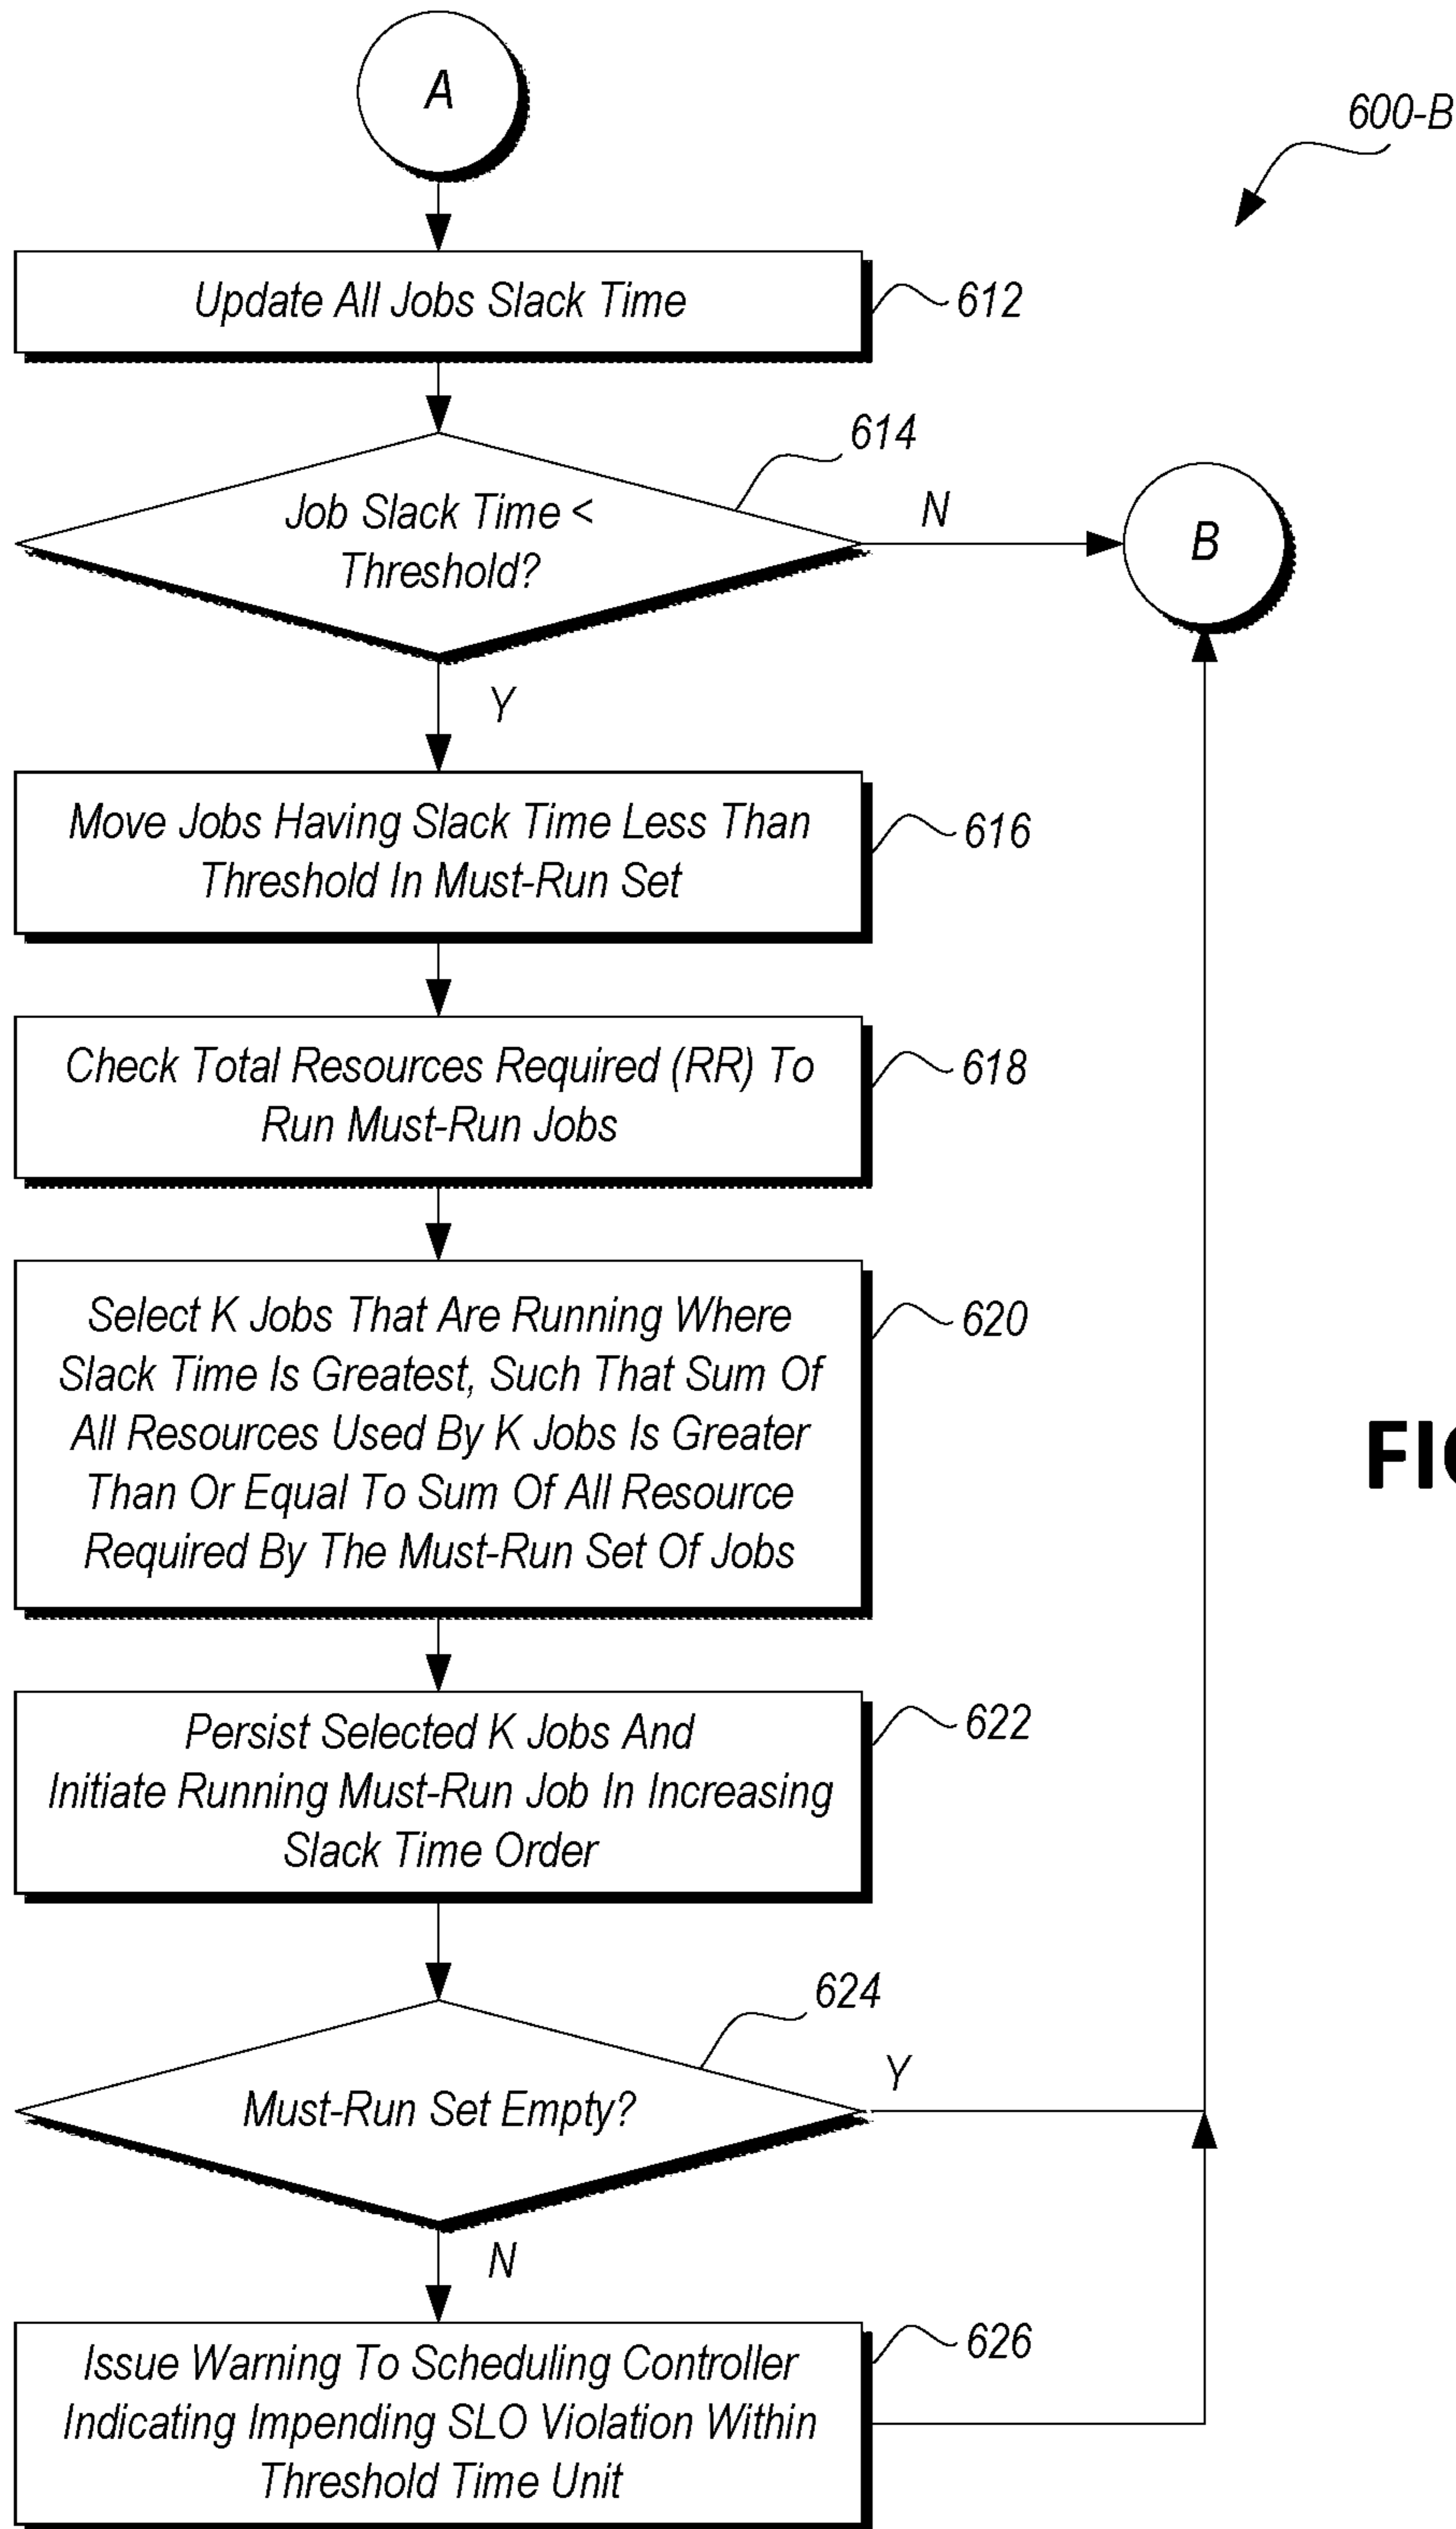 A
600-B
Update All Jobs Slack Time
612
614
Job Slack Time <
Threshold?
N
B
Y
Move Jobs Having Slack Time Less Than
Threshold In Must-Run Set
616
Check Total Resources Required (RR) To
Run Must-Run Jobs
618
Select K Jobs That Are Running Where
Slack Time Is Greatest, Such That Sum Of
All Resources Used By K Jobs Is Greater
Than Or Equal To Sum Of All Resource
Required By The Must-Run Set Of Jobs
620
FIG
Persist Selected K Jobs And
Initiate Running Must-Run Job In Increasing
Slack Time Order
622
624
Must-Run Set Empty?
Y
N
Issue Warning To Scheduling Controller
Indicating Impending SLO Violation Within
Threshold Time Unit
626